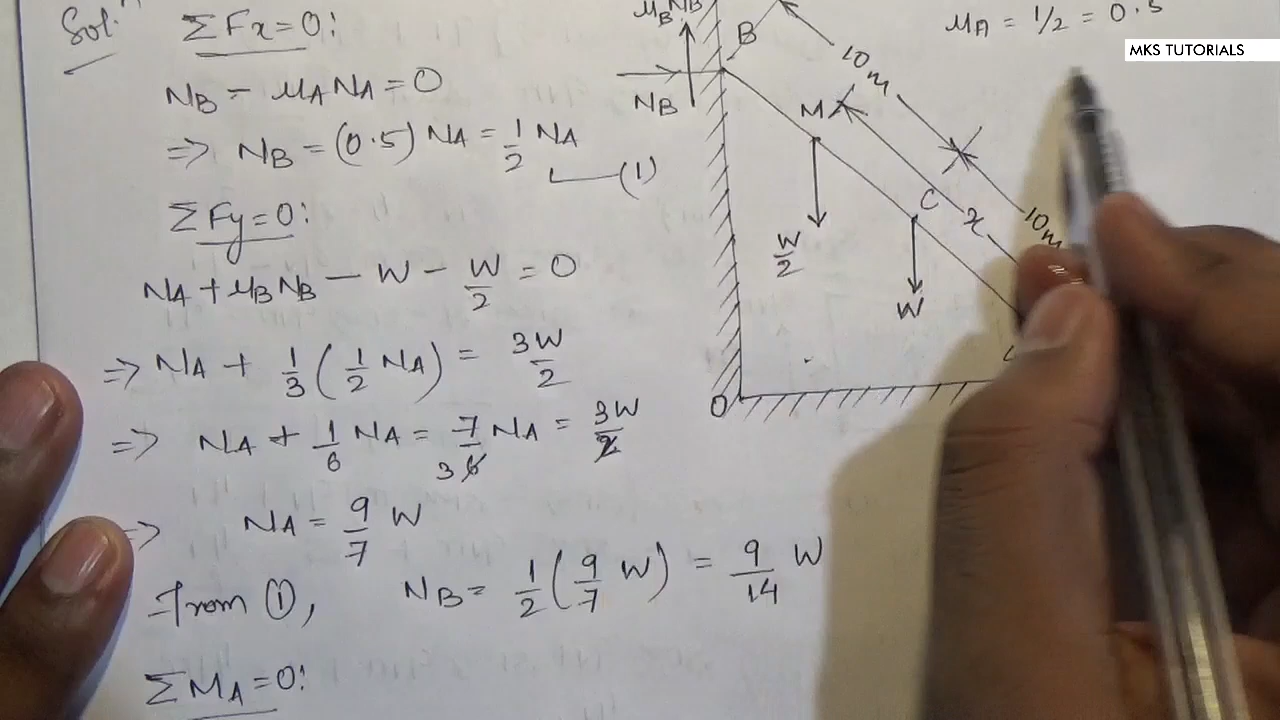 Sol:ⁿ ΣFx=0:
NB - μA NA = 0
=> NB = (0.5) NA = 1/2 NA
(1)
ΣFy=0:
NA + μB NB - W - W/2 = 0
=> NA + 1/3 (1/2 NA) = 3W/2
=> NA + 1/6 NA = 7/6 NA = 3W/2
3
=> NA = 9/7 W
From ①, NB = 1/2 (9/7 W) = 9/14 W
ΣMA=0:
μB NB
B
NB
10m
M
C
x
10m
W/2
W
O
μA = 1/2 = 0.5
MKS TUTORIALS